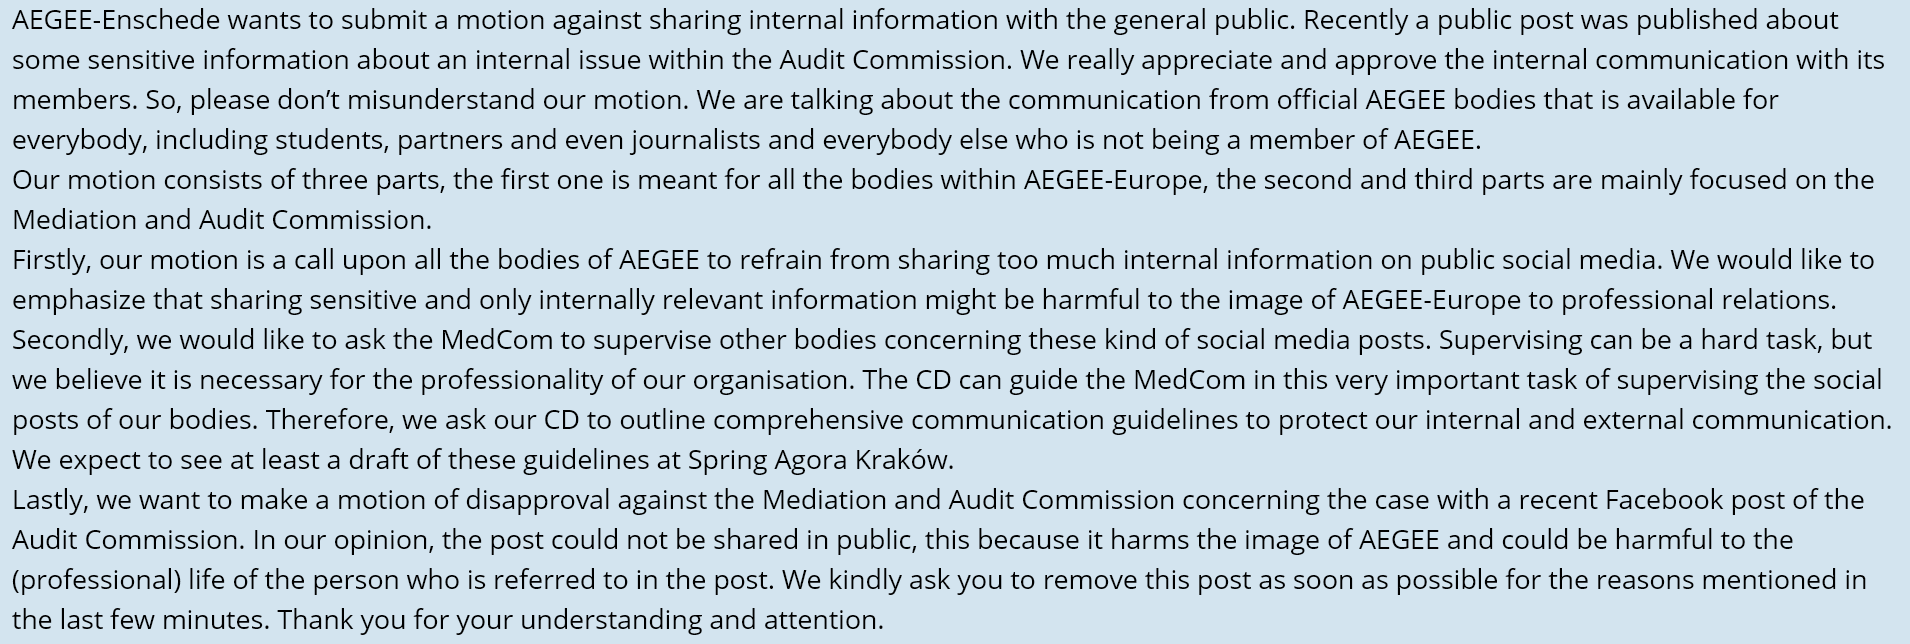 AEGEE-Enschede wants to submit a motion against sharing internal information with the general public. Recently a public post was published about
some sensitive information about an internal issue within the Audit Commission. We really appreciate and approve the internal communication with its
members. So, please don’t misunderstand our motion. We are talking about the communication from official AEGEE bodies that is available for
everybody, including students, partners and even journalists and everybody else who is not being a member of AEGEE.
Our motion consists of three parts, the first one is meant for all the bodies within AEGEE-Europe, the second and third parts are mainly focused on the
Mediation and Audit Commission.
Firstly, our motion is a call upon all the bodies of AEGEE to refrain from sharing too much internal information on public social media. We would like to
emphasize that sharing sensitive and only internally relevant information might be harmful to the image of AEGEE-Europe to professional relations.
Secondly, we would like to ask the MedCom to supervise other bodies concerning these kind of social media posts. Supervising can be a hard task, but
we believe it is necessary for the professionality of our organisation. The CD can guide the MedCom in this very important task of supervising the social
posts of our bodies. Therefore, we ask our CD to outline comprehensive communication guidelines to protect our internal and external communication.
We expect to see at least a draft of these guidelines at Spring Agora Kraków.
Lastly, we want to make a motion of disapproval against the Mediation and Audit Commission concerning the case with a recent Facebook post of the
Audit Commission. In our opinion, the post could not be shared in public, this because it harms the image of AEGEE and could be harmful to the
(professional) life of the person who is referred to in the post. We kindly ask you to remove this post as soon as possible for the reasons mentioned in
the last few minutes. Thank you for your understanding and attention.